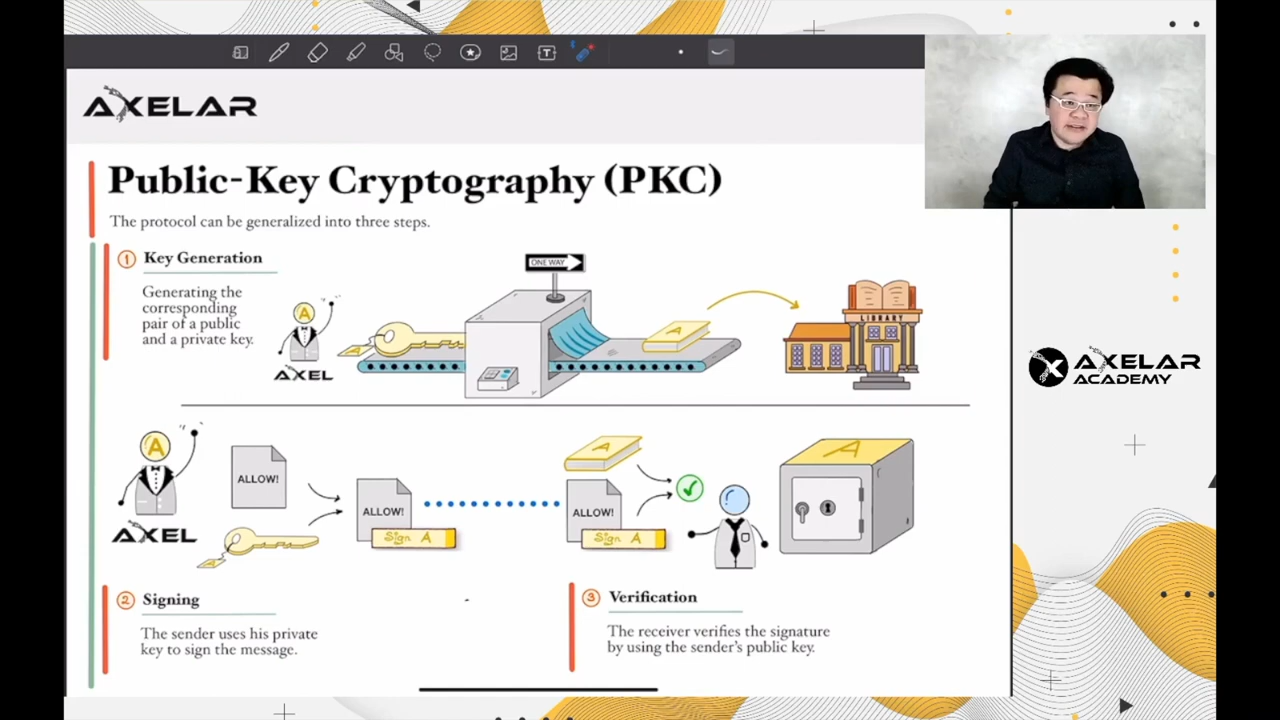 AXELAR
Public-Key Cryptography (PKC)
The protocol can be generalized into three steps.
1 Key Generation
Generating the
corresponding
pair of a public
and a private key.
A
AXEL
A
ONE WAY
A
LIBRARY
AXELAR
ACADEMY
A
AXEL
ALLOW!
A
ALLOW!
Sign A
A
ALLOW!
Sign A
A
2 Signing
The sender uses his private
key to sign the message.
3 Verification
The receiver verifies the signature
by using the sender's public key.